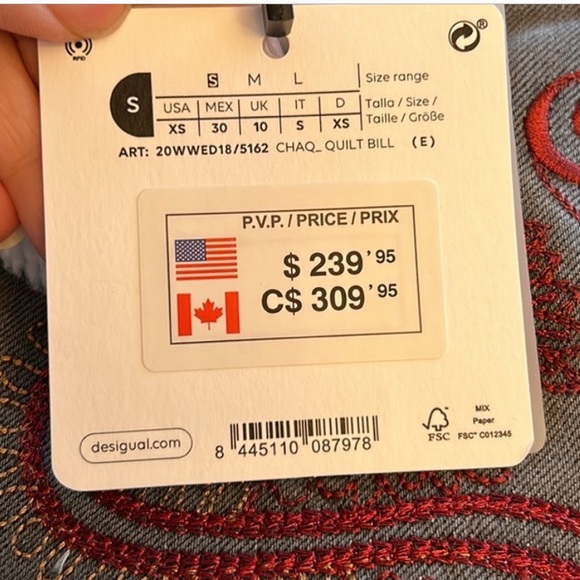 RFID
®
S M L Size range
S
USA MEX UK IT D Talla / Size /
XS 30 10 S XS Taille / Größe
ART: 20WWED18/5162 CHAQ_ QUILT BILL (E)
P.V.P. / PRICE / PRIX
$ 239'95
C$ 309'95
desigual.com
8 445110 087978
FSC
MIX
Paper
FSC™ C012345